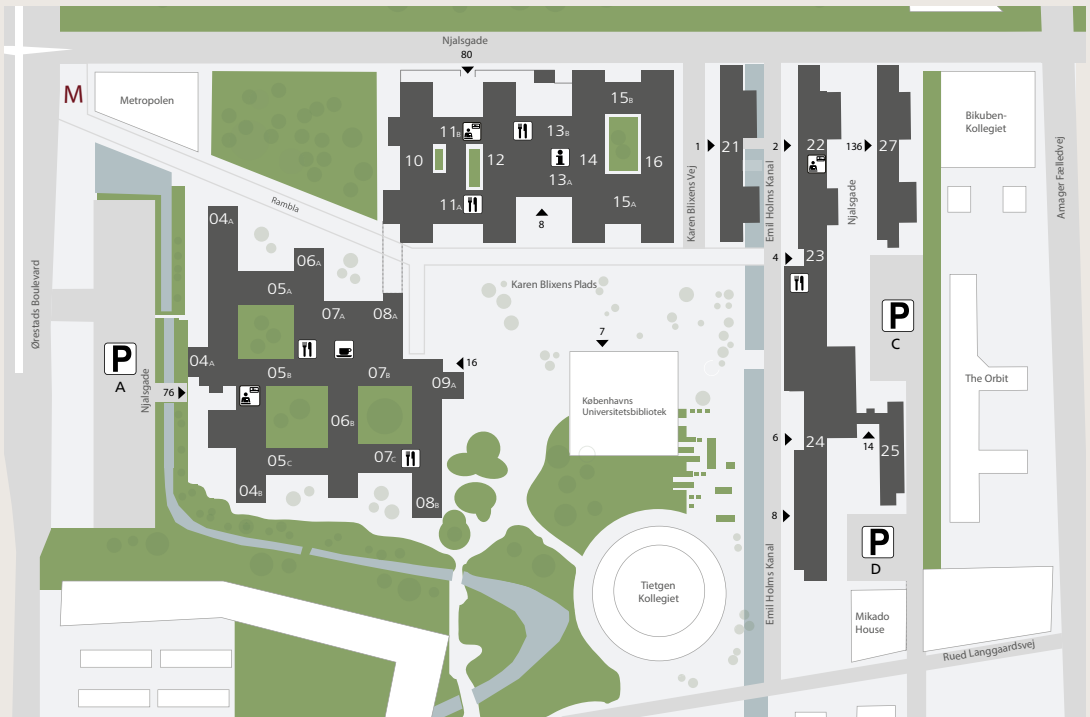 Njalsgade
80
M
Metropolen
15B
11B
13B
10
12
14
16
13A
11A
15A
8
1
21
2
22
136
27
Bikuben-
Kollegiet
Karen Blixens Vej
Emil Holms Kanal
Njalsgade
Amager Fælledvej
Rambla
04A
06A
05A
07A
08A
4
23
Karen Blixens Plads
Ørestads Boulevard
P
A
Njalsgade
76
04A
05B
07B
09A
16
7
Københavns
Universitetsbibliotek
P
C
The Orbit
06B
05C
07C
04B
08B
6
24
14
25
8
P
D
Emil Holms Kanal
Tietgen
Kollegiet
Mikado
House
Rued Langgaardsvej